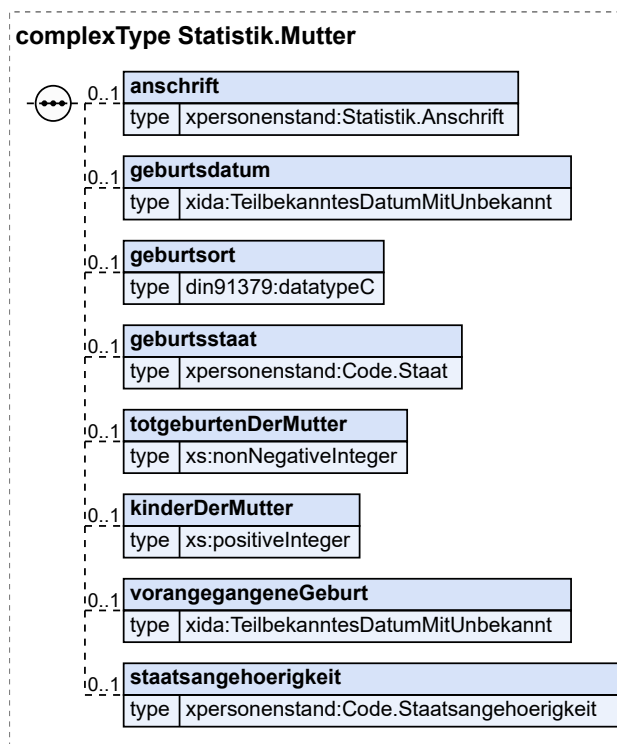 complexType Statistik.Mutter
0..1 anschrift
type xpersonenstand:Statistik.Anschrift
0..1 geburtsdatum
type xida:TeilbekanntesDatumMitUnbekannt
0..1 geburtsort
type din91379:datatypeC
0..1 geburtsstaat
type xpersonenstand:Code.Staat
0..1 totgeburtenDerMutter
type xs:nonNegativeInteger
0..1 kinderDerMutter
type xs:positiveInteger
0..1 vorangegangeneGeburt
type xida:TeilbekanntesDatumMitUnbekannt
0..1 staatsangehoerigkeit
type xpersonenstand:Code.Staatsangehoerigkeit